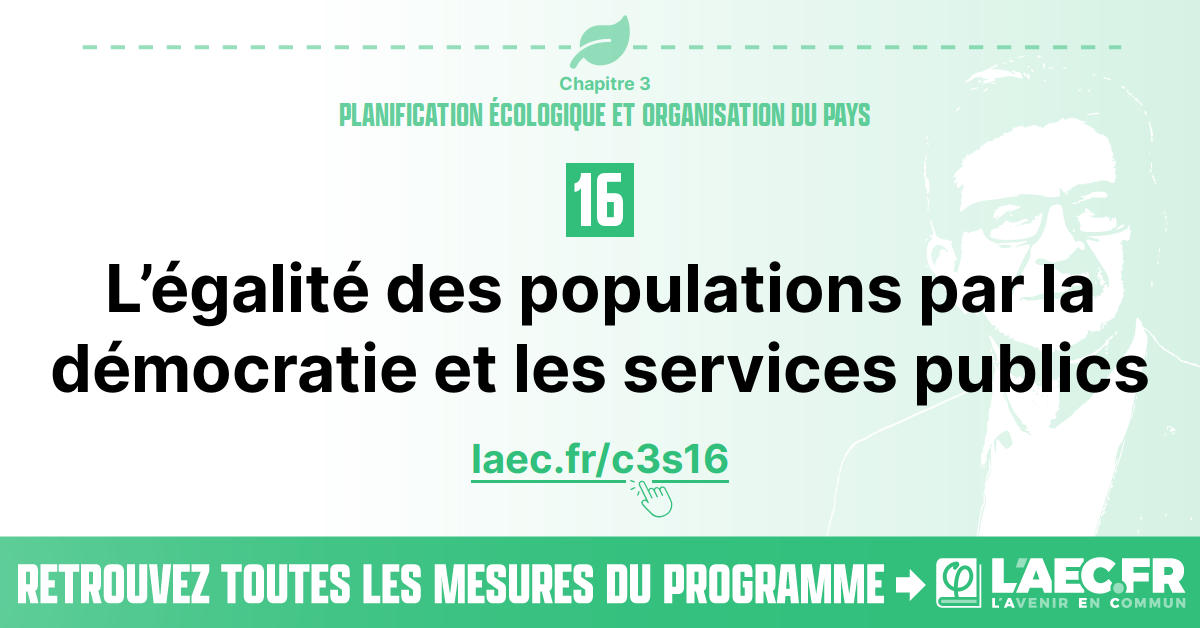 Chapitre 3
PLANIFICATION ÉCOLOGIQUE ET ORGANISATION DU PAYS
16
L’égalité des populations par la
démocratie et les services publics
laec.fr/c3s16
RETROUVEZ TOUTES LES MESURES DU PROGRAMME
φ L'AEC.FR
L'AVENIR EN COMMUN